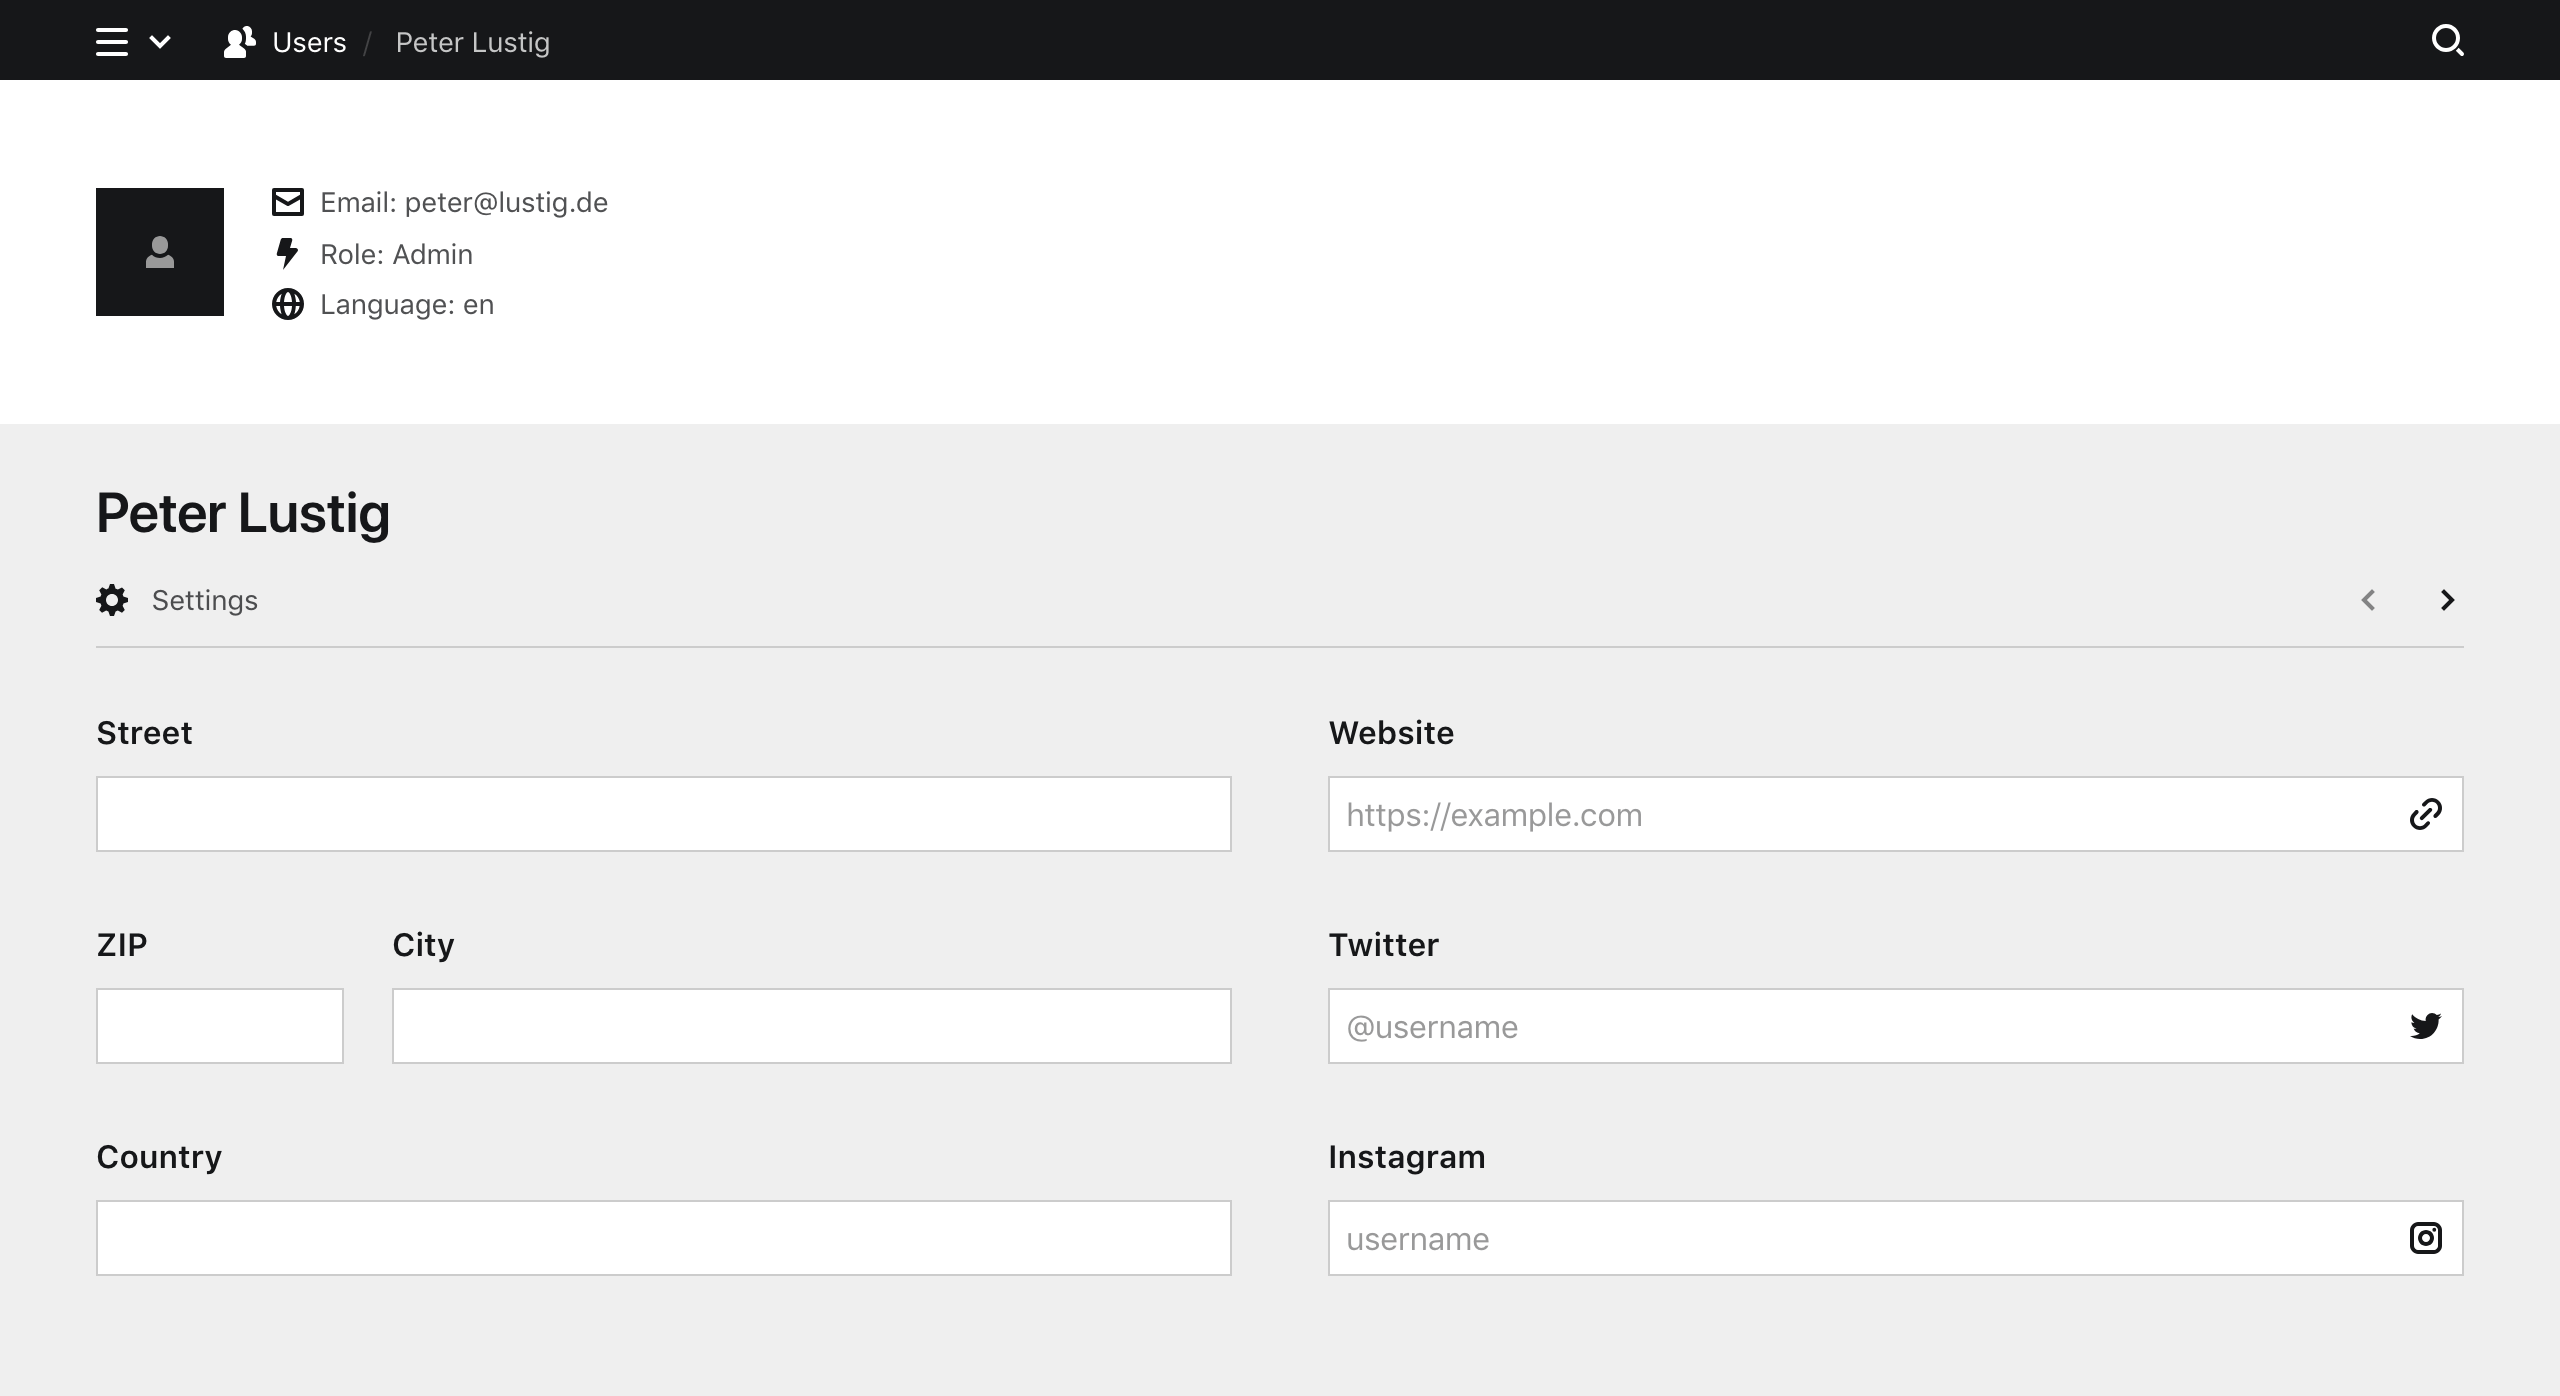 Users / Peter Lustig
Email: peter@lustig.de
Role: Admin
Language: en
Peter Lustig
Settings
Street
Website
https://example.com
ZIP
City
Twitter
@username
Country
Instagram
username